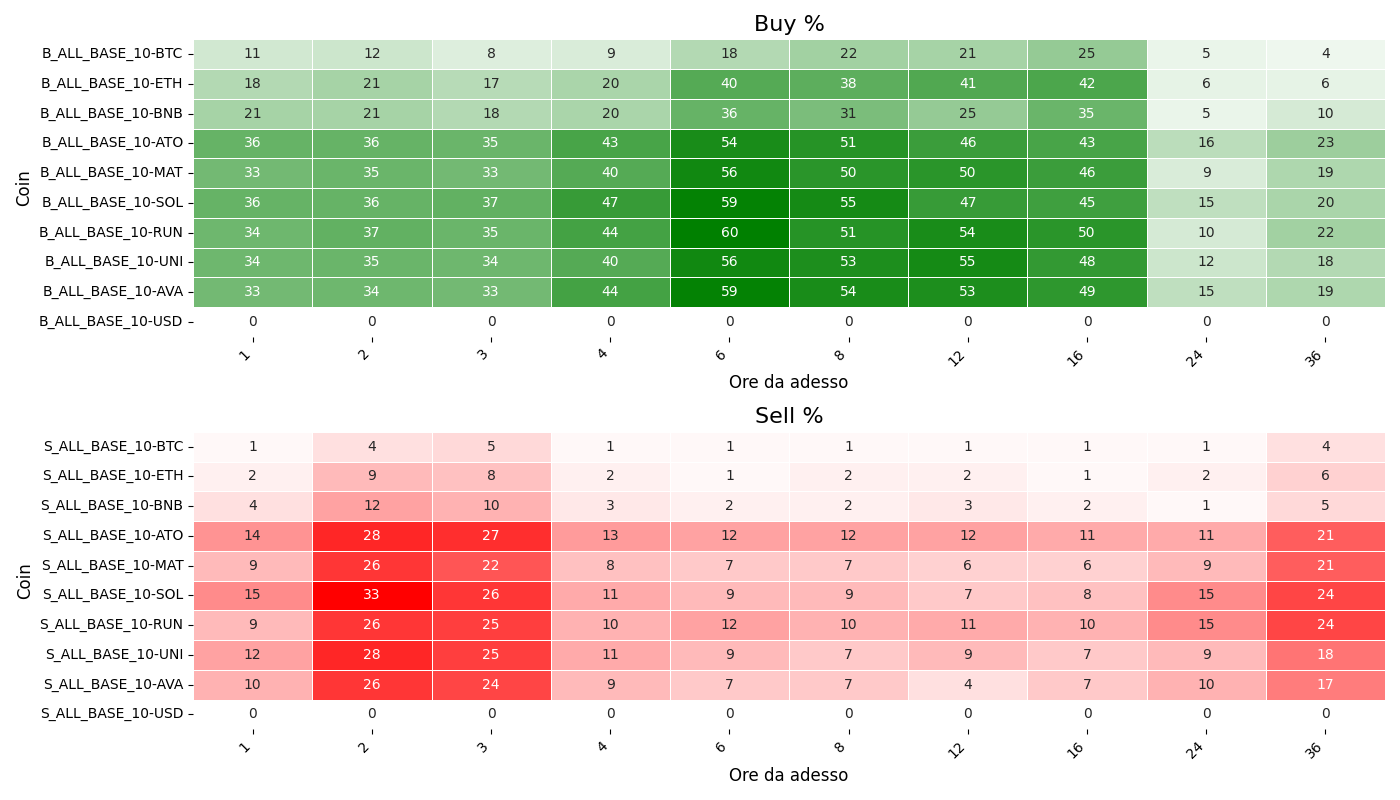 Buy %
B_ALL_BASE_10-BTC 11 12 8 9 18 22 21 25 5 4
B_ALL_BASE_10-ETH 18 21 17 20 40 38 41 42 6 6
B_ALL_BASE_10-BNB 21 21 18 20 36 31 25 35 5 10
B_ALL_BASE_10-ATO 36 36 35 43 54 51 46 43 16 23
B_ALL_BASE_10-MAT 33 35 33 40 56 50 50 46 9 19
B_ALL_BASE_10-SOL 36 36 37 47 59 55 47 45 15 20
B_ALL_BASE_10-RUN 34 37 35 44 60 51 54 50 10 22
B_ALL_BASE_10-UNI 34 35 34 40 56 53 55 48 12 18
B_ALL_BASE_10-AVA 33 34 33 44 59 54 53 49 15 19
B_ALL_BASE_10-USD 0 0 0 0 0 0 0 0 0 0
Coin
1 2 3 4 6 8 12 16 24 36
Ore da adesso
Sell %
S_ALL_BASE_10-BTC 1 4 5 1 1 1 1 1 1 4
S_ALL_BASE_10-ETH 2 9 8 2 1 2 2 1 2 6
S_ALL_BASE_10-BNB 4 12 10 3 2 2 3 2 1 5
S_ALL_BASE_10-ATO 14 28 27 13 12 12 12 11 11 21
S_ALL_BASE_10-MAT 9 26 22 8 7 7 6 6 9 21
S_ALL_BASE_10-SOL 15 33 26 11 9 9 7 8 15 24
S_ALL_BASE_10-RUN 9 26 25 10 12 10 11 10 15 24
S_ALL_BASE_10-UNI 12 28 25 11 9 7 9 7 9 18
S_ALL_BASE_10-AVA 10 26 24 9 7 7 4 7 10 17
S_ALL_BASE_10-USD 0 0 0 0 0 0 0 0 0 0
Coin
1 2 3 4 6 8 12 16 24 36
Ore da adesso